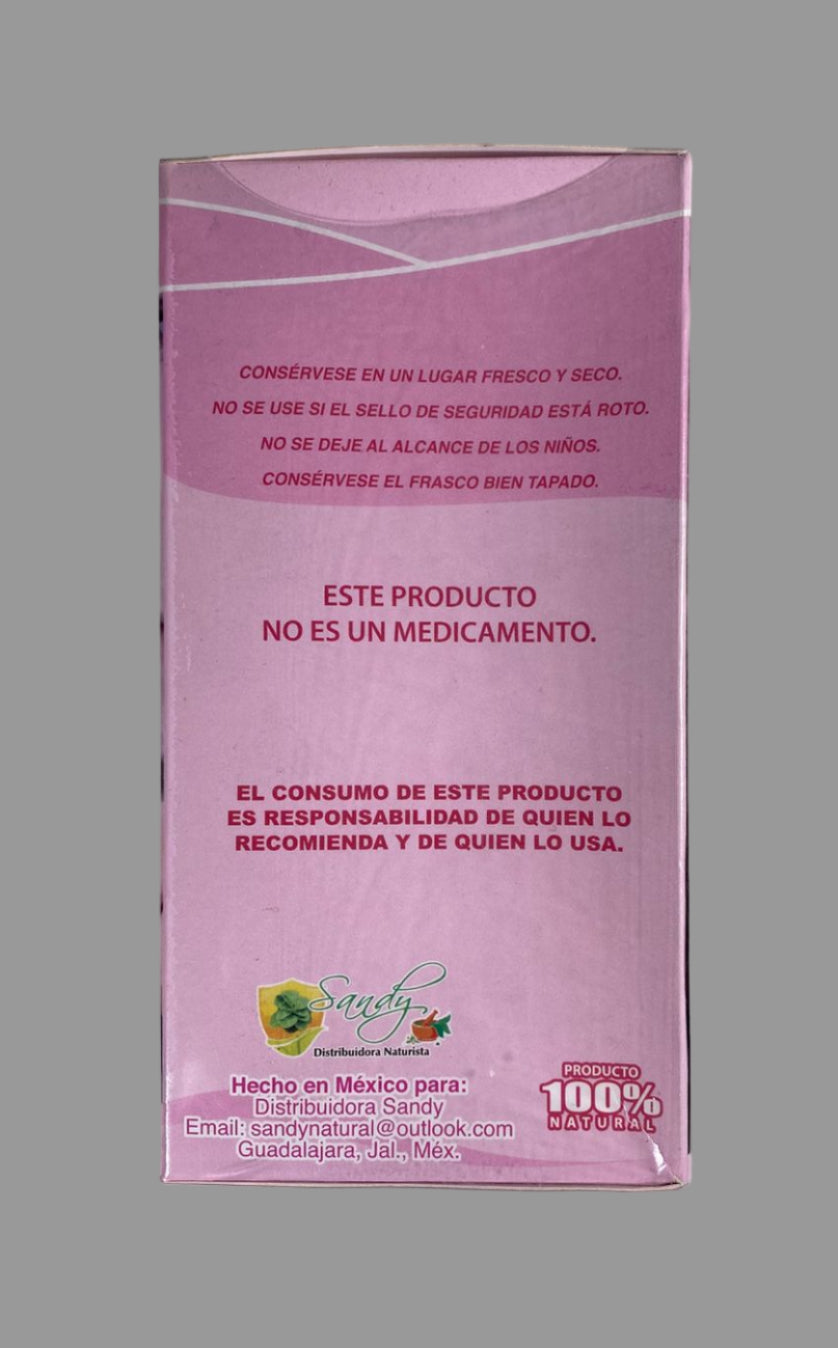 CONSÉRVESE EN UN LUGAR FRESCO Y SECO.
NO SE USE SI EL SELLO DE SEGURIDAD ESTÁ ROTO.
NO SE DEJE AL ALCANCE DE LOS NIÑOS.
CONSÉRVESE EL FRASCO BIEN TAPADO.
ESTE PRODUCTO
NO ES UN MEDICAMENTO.
EL CONSUMO DE ESTE PRODUCTO
ES RESPONSABILIDAD DE QUIEN LO
RECOMIENDA Y DE QUIEN LO USA.
Sandy
Distribuidora Naturista
Hecho en México para:
Distribuidora Sandy
Email: sandynatural@outlook.com
Guadalajara, Jal., Méx.
PRODUCTO
100%
NATURAL